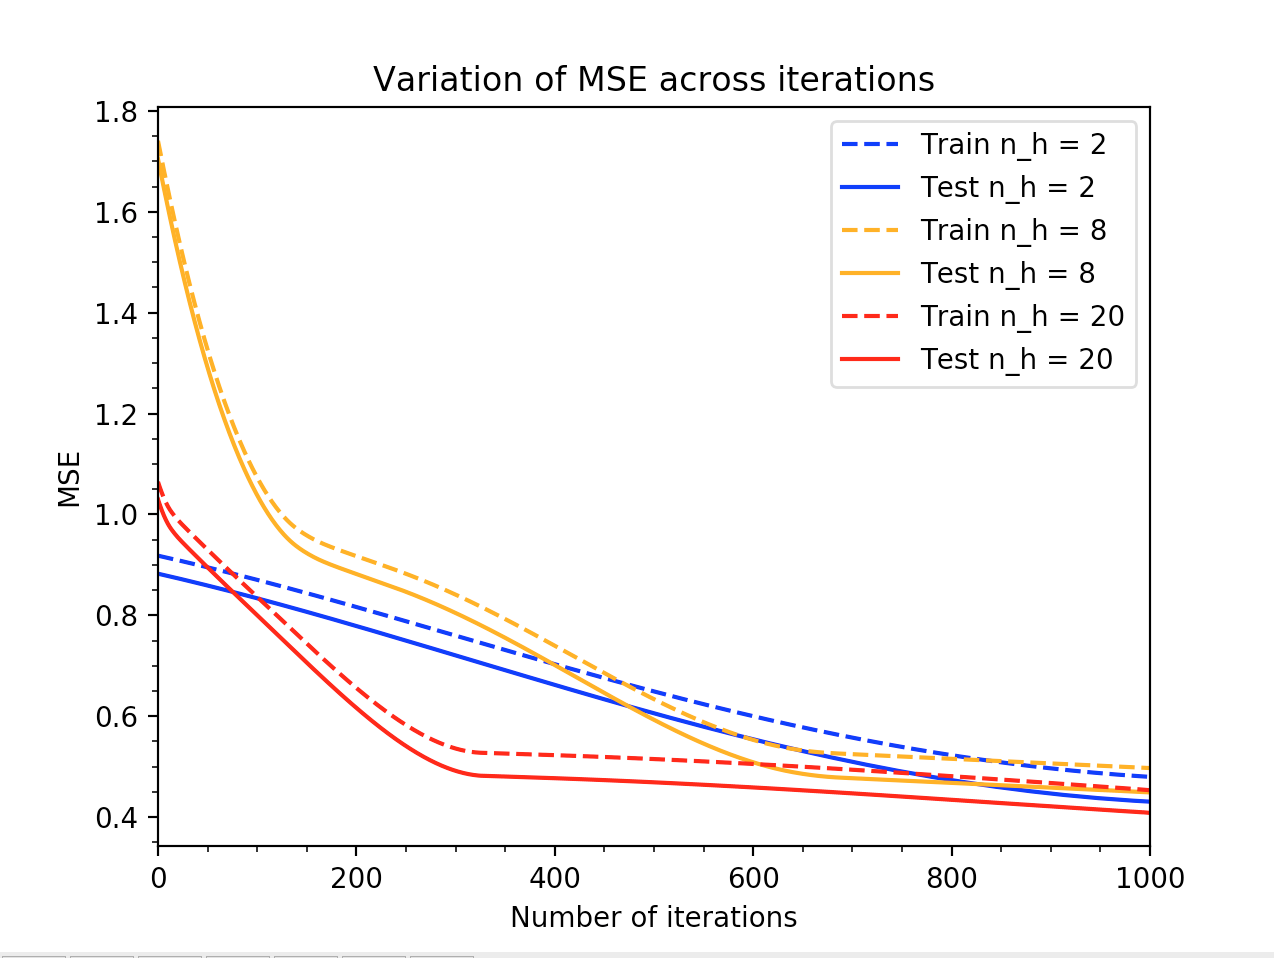 Variation of MSE across iterations
1.8
1.6
1.4
1.2
1.0
0.8
0.6
0.4
MSE
Train n_h = 2
Test n_h = 2
Train n_h = 8
Test n_h = 8
Train n_h = 20
Test n_h = 20
0 200 400 600 800 1000
Number of iterations